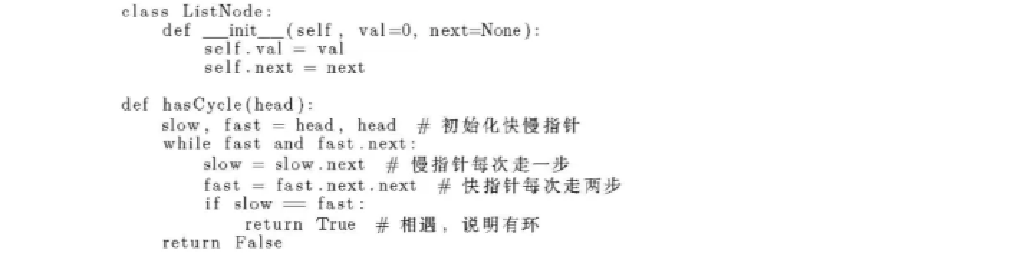 class ListNode:
    def __init__(self, val=0, next=None):
        self.val = val
        self.next = next

def hasCycle(head):
    slow, fast = head, head  # 初始化快慢指针
    while fast and fast.next:
        slow = slow.next  # 慢指针每次走一步
        fast = fast.next.next  # 快指针每次走两步
        if slow == fast:
            return True  # 相遇，说明有环
    return False